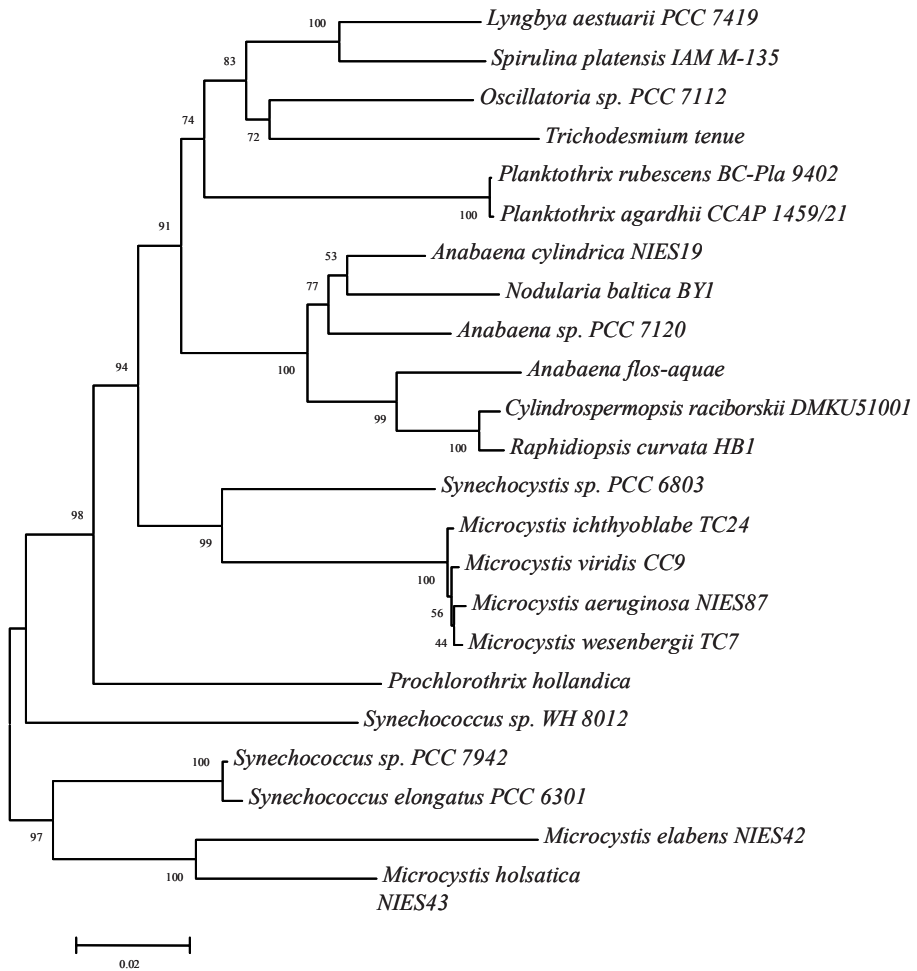 100
Lyngbya aestuarii PCC 7419
Spirulina platensis IAM M-135
83
Oscillatoria sp. PCC 7112
74
72
Trichodesmium tenue
Planktothrix rubescens BC-Pla 9402
100
Planktothrix agardhii CCAP 1459/21
91
53
Anabaena cylindrica NIES19
77
Nodularia baltica BY1
Anabaena sp. PCC 7120
100
94
Anabaena flos-aquae
99
Cylindrospermopsis raciborskii DMKU51001
100
Raphidiopsis curvata HB1
Synechocystis sp. PCC 6803
98
99
Microcystis ichthyoblabe TC24
Microcystis viridis CC9
100
Microcystis aeruginosa NIES87
56
44
Microcystis wesenbergii TC7
Prochlorothrix hollandica
Synechococcus sp. WH 8012
100
Synechococcus sp. PCC 7942
Synechococcus elongatus PCC 6301
97
Microcystis elabens NIES42
100
Microcystis holsatica
NIES43
0.02